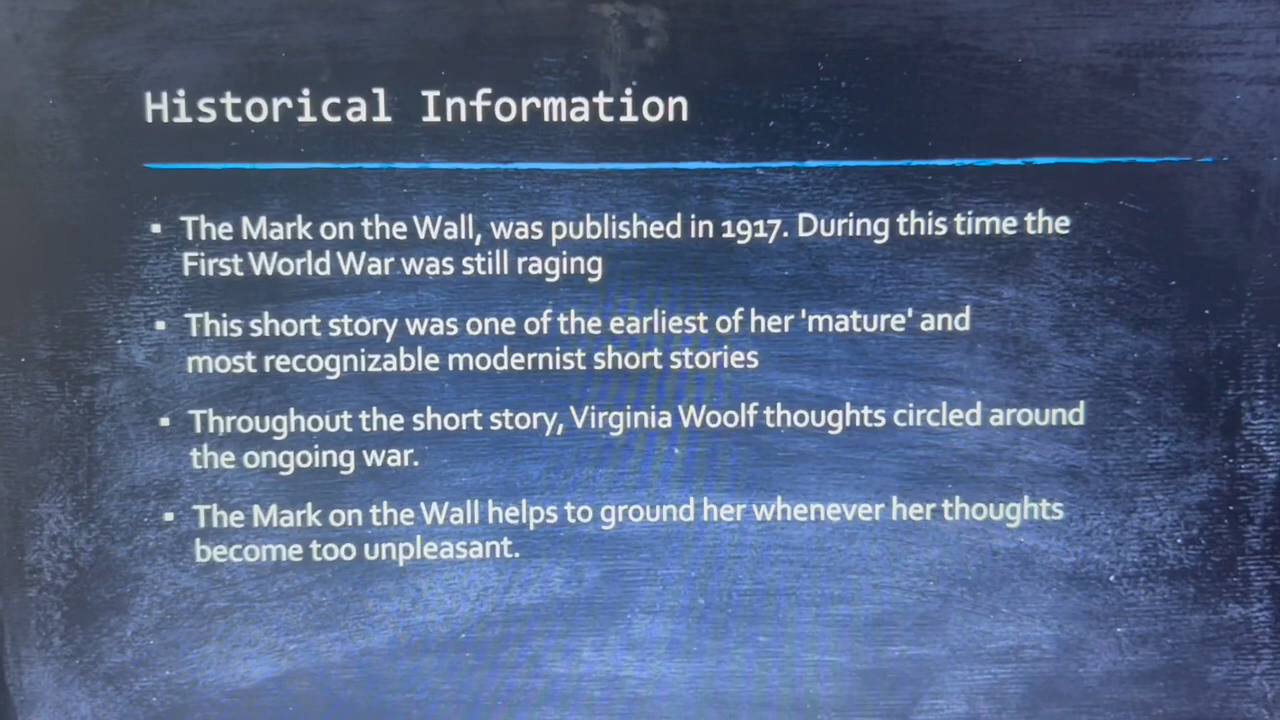 Historical Information
▪ The Mark on the Wall, was published in 1917. During this time the
First World War was still raging
▪ This short story was one of the earliest of her 'mature' and
most recognizable modernist short stories
▪ Throughout the short story, Virginia Woolf thoughts circled around
the ongoing war.
▪ The Mark on the Wall helps to ground her whenever her thoughts
become too unpleasant.